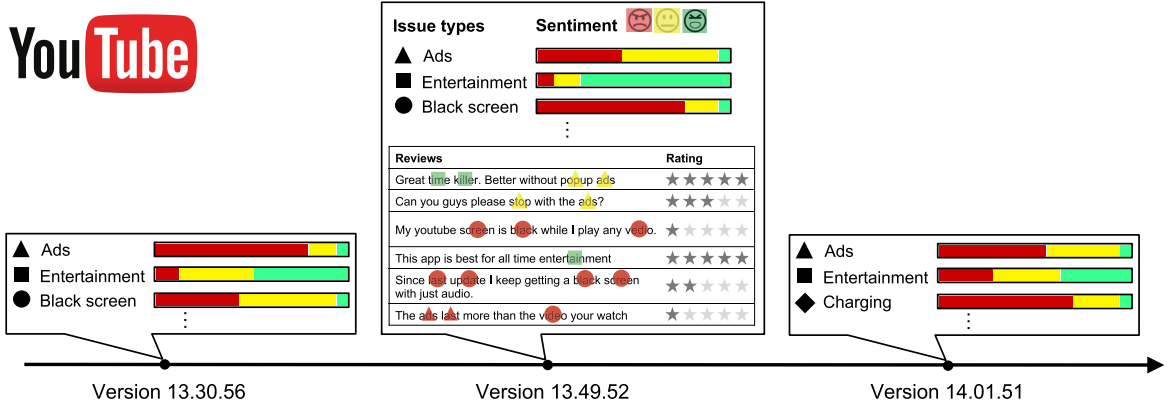 YouTube
Issue types Sentiment
Ads
Entertainment
Black screen
Reviews Rating
Great time killer. Better without popup ads
Can you guys please stop with the ads?
My youtube screen is black while I play any vedio.
This app is best for all time entertainment
Since last update I keep getting a black screen
with just audio.
The ads last more than the video your watch
Ads
Entertainment
Black screen
Ads
Entertainment
Charging
Version 13.30.56
Version 13.49.52
Version 14.01.51